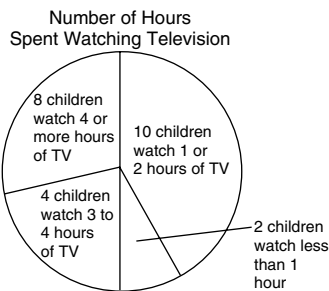 Number of Hours
Spent Watching Television
8 children
watch 4 or
more hours
of TV
10 children
watch 1 or
2 hours of TV
4 children
watch 3 to
4 hours
of TV
2 children
watch less
than 1
hour